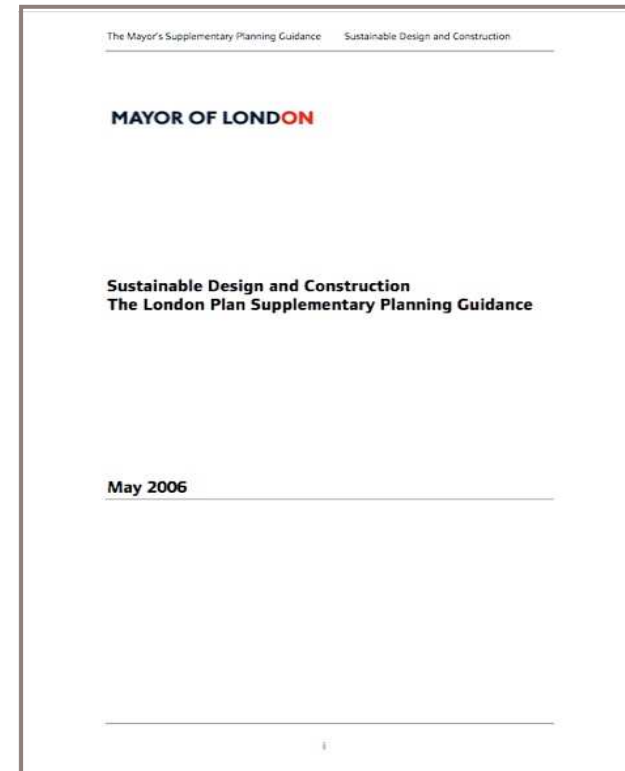 The Mayor's Supplementary Planning Guidance Sustainable Design and Construction
MAYOR OF LONDON
Sustainable Design and Construction
The London Plan Supplementary Planning Guidance
May 2006
i